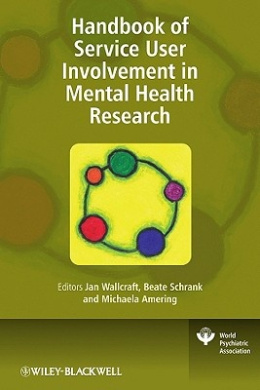 Handbook of
Service User
Involvement in
Mental Health
Research
Editors Jan Wallcraft, Beate Schrank
and Michaela Amering
World
Psychiatric
Association
WILEY-BLACKWELL